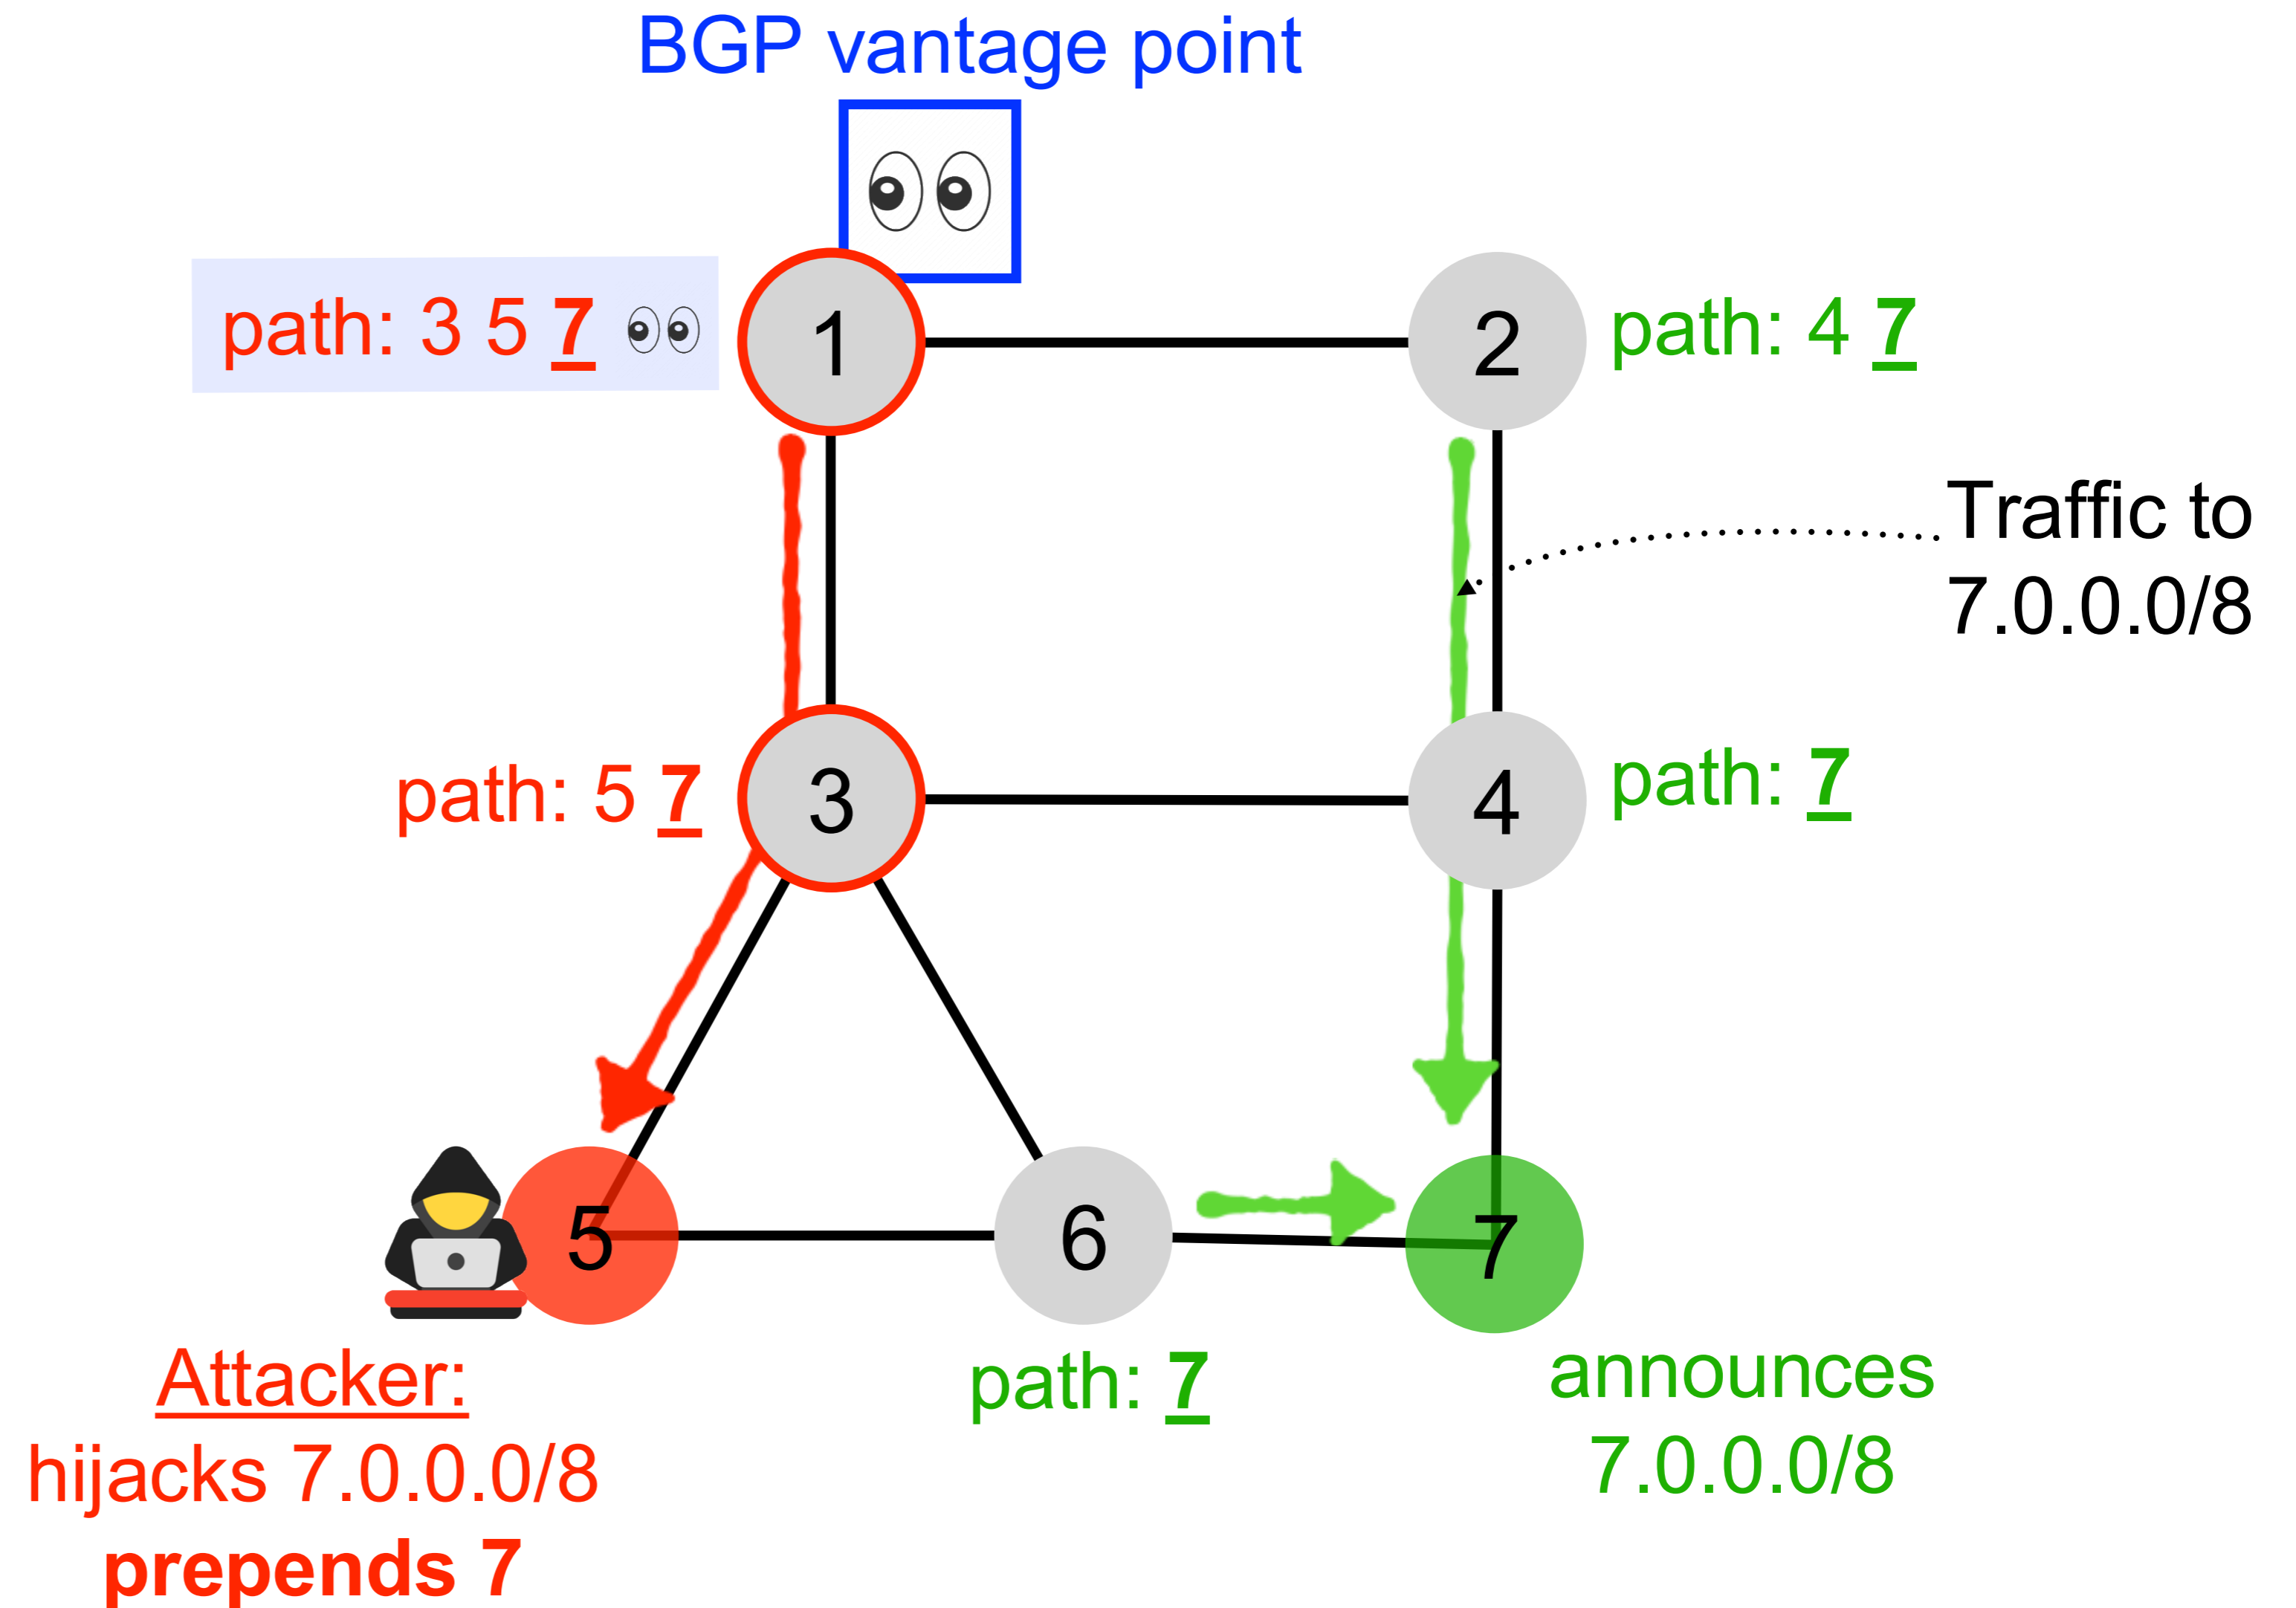 BGP vantage point
path: 3 5 7
1
2
path: 4 7
Traffic to
7.0.0.0/8
path: 5 7
3
4
path: 7
5
6
7
Attacker:
hijacks 7.0.0.0/8
prepends 7
path: 7
announces
7.0.0.0/8